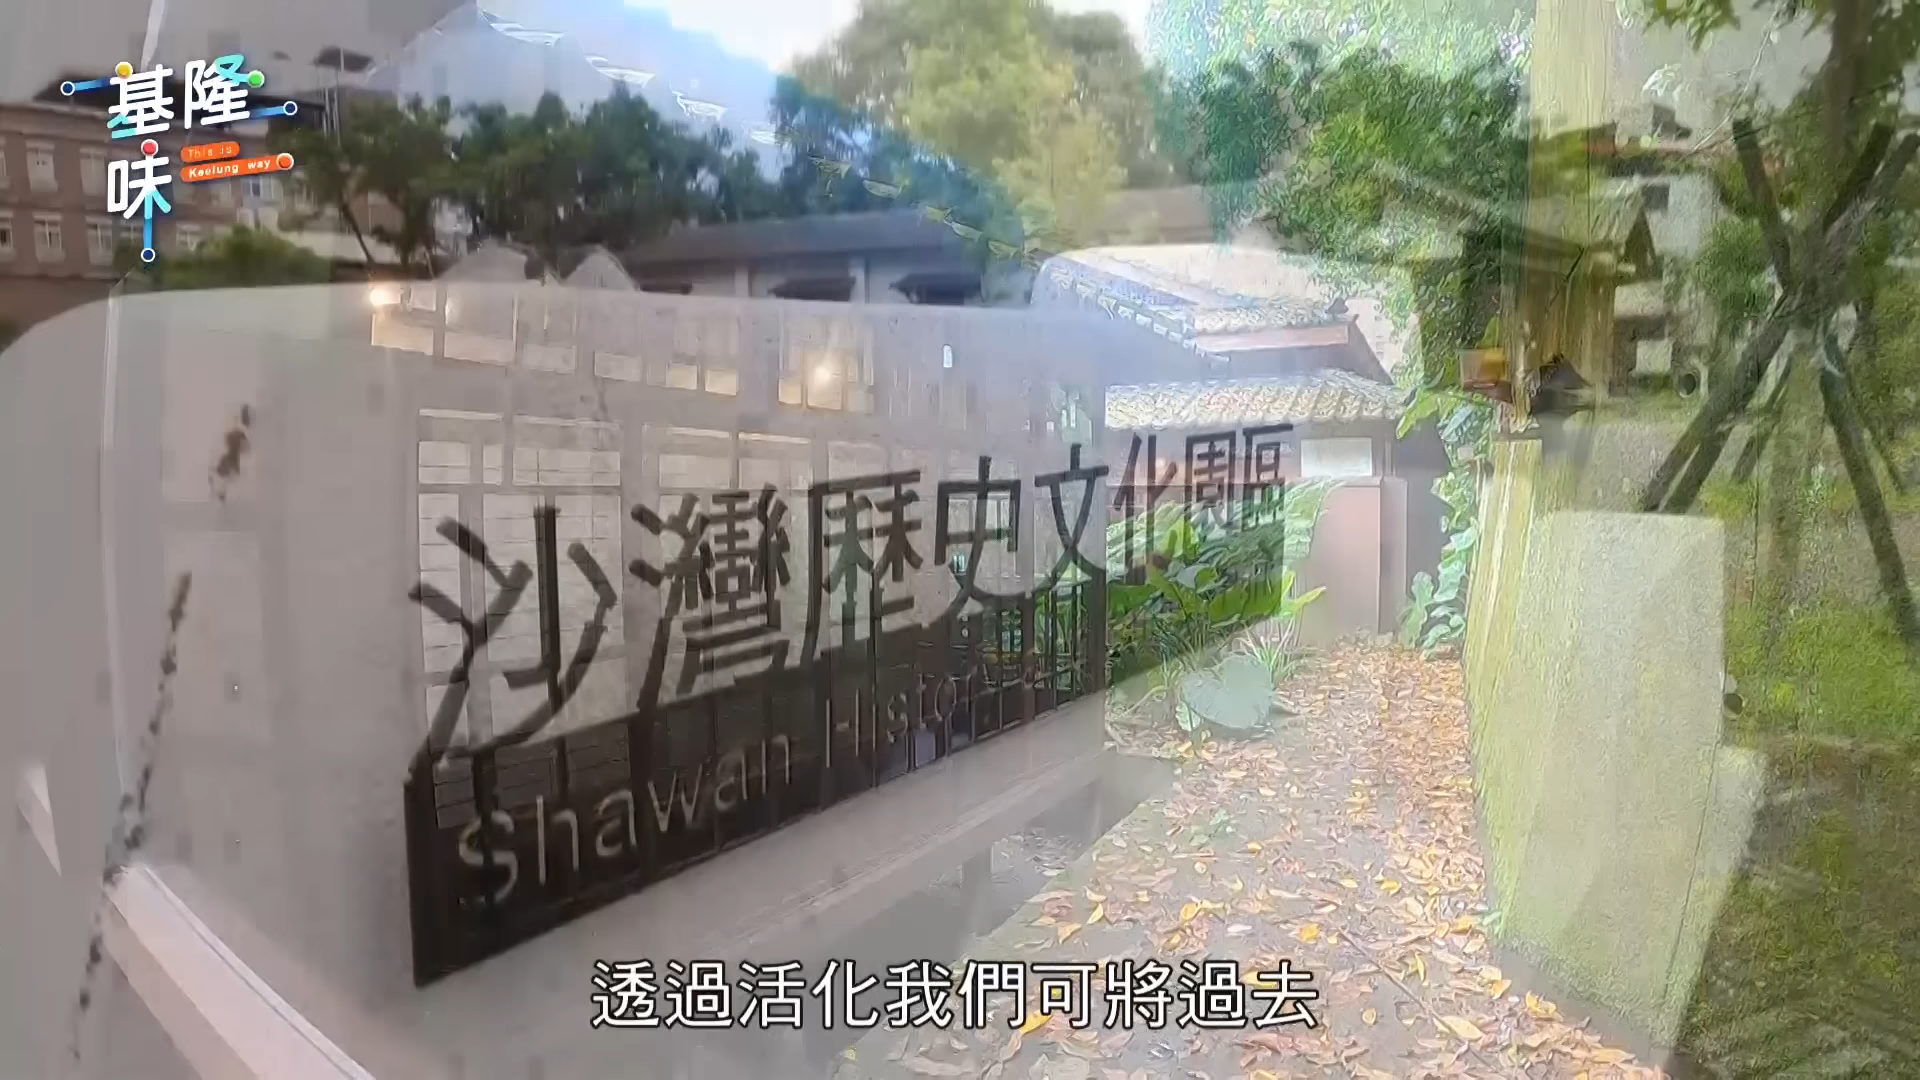 基隆
味
This is
Keelung way
沙灣歷史文化園區
Shawan Histor
透過活化我們可將過去